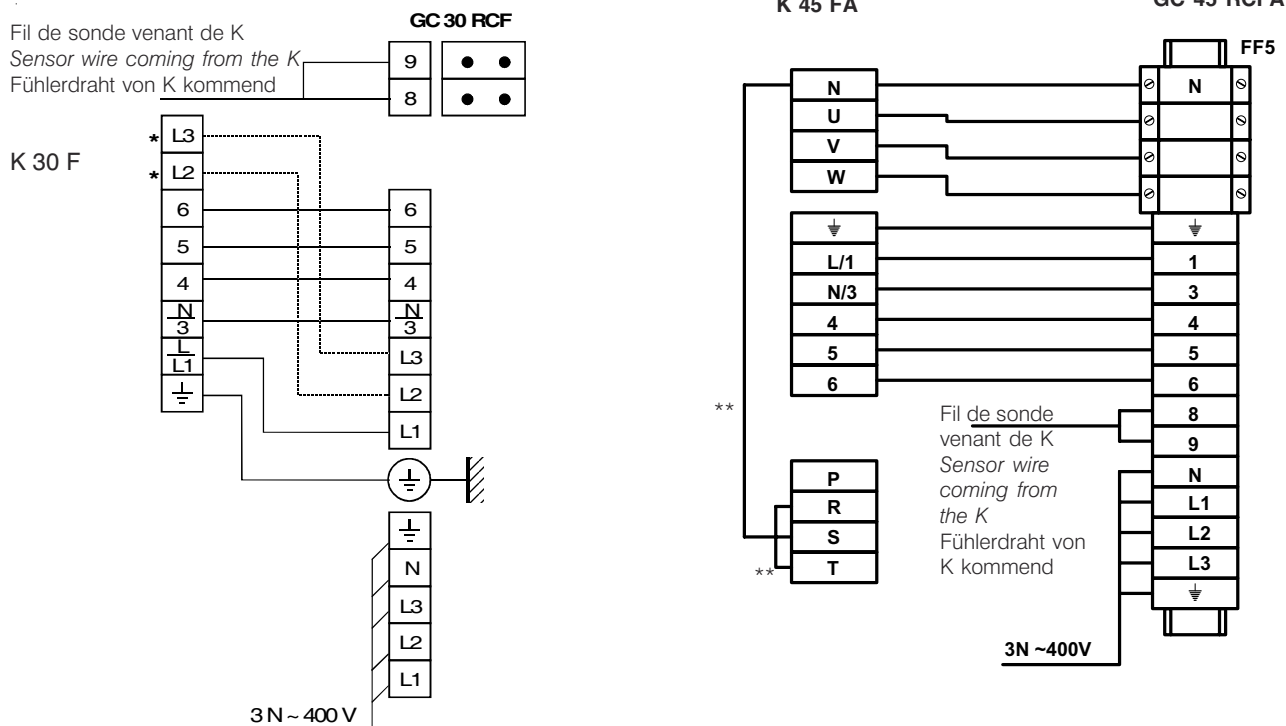 GC 30 RCF
Fil de sonde venant de K
Sensor wire coming from the K
Fühlerdraht von K kommend
9
8
K 30 F
* L3
* L2
6
5
4
N
3
L
L1
6
5
4
N
3
L3
L2
L1
N
L3
L2
L1
3 N ~ 400 V
K 45 FA
GC 45 RCFA
FF5
N
U
V
W
N
L/1
N/3
4
5
6
1
3
4
5
6
8
9
N
L1
L2
L3
**
P
R
S
T
**
Fil de sonde
venant de K
Sensor wire
coming from
the K
Fühlerdraht von
K kommend
3N ~400V